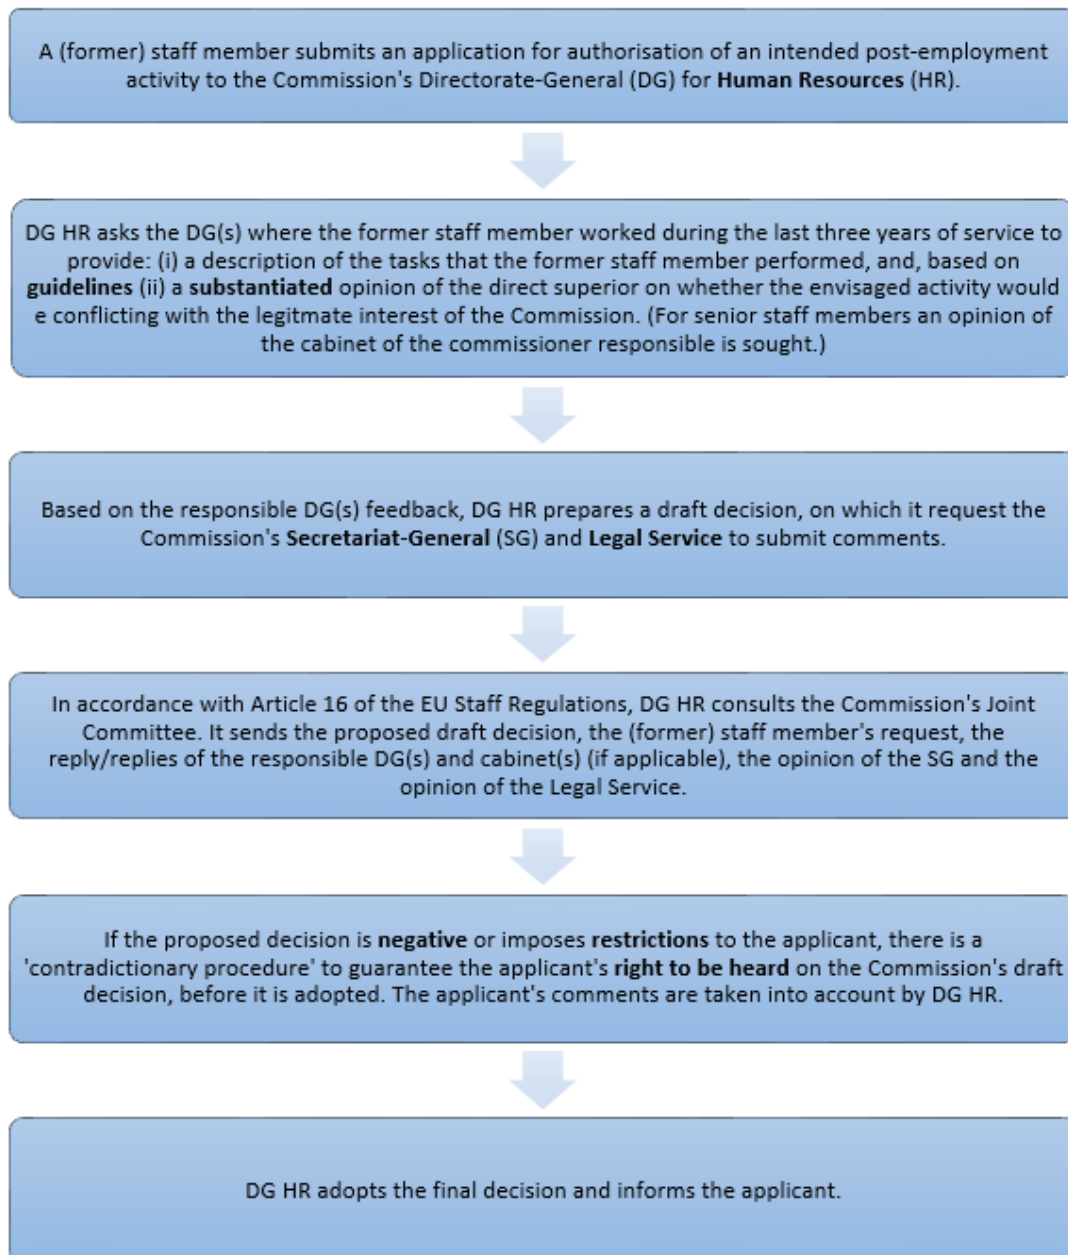 A (former) staff member submits an application for authorisation of an intended post-employment
activity to the Commission's Directorate-General (DG) for Human Resources (HR).
DG HR asks the DG(s) where the former staff member worked during the last three years of service to
provide: (i) a description of the tasks that the former staff member performed, and, based on
guidelines (ii) a substantiated opinion of the direct superior on whether the envisaged activity would
e conflicting with the legitmate interest of the Commission. (For senior staff members an opinion of
the cabinet of the commissioner responsible is sought.)
Based on the responsible DG(s) feedback, DG HR prepares a draft decision, on which it request the
Commission's Secretariat-General (SG) and Legal Service to submit comments.
In accordance with Article 16 of the EU Staff Regulations, DG HR consults the Commission's Joint
Committee. It sends the proposed draft decision, the (former) staff member's request, the
reply/replies of the responsible DG(s) and cabinet(s) (if applicable), the opinion of the SG and the
opinion of the Legal Service.
If the proposed decision is negative or imposes restrictions to the applicant, there is a
'contradictionary procedure' to guarantee the applicant's right to be heard on the Commission's draft
decision, before it is adopted. The applicant's comments are taken into account by DG HR.
DG HR adopts the final decision and informs the applicant.